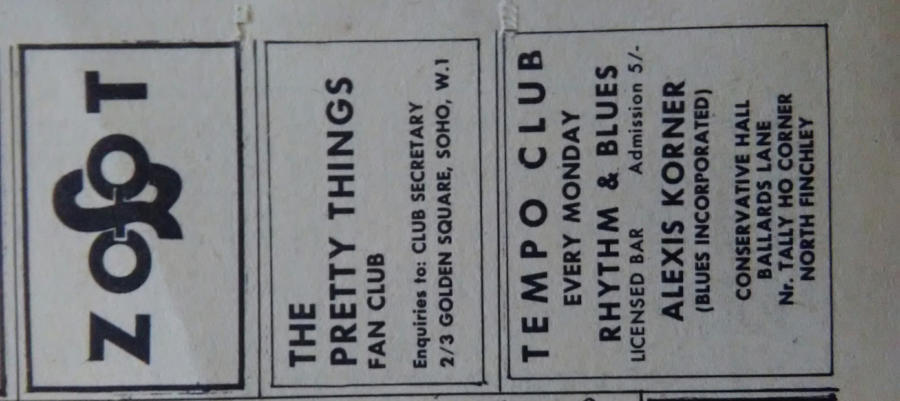 ZOOT
THE
PRETTY THINGS
FAN CLUB
Enquiries to: CLUB SECRETARY
2/3 GOLDEN SQUARE, SOHO, W.1
TEMPO CLUB
EVERY MONDAY
RHYTHM & BLUES
LICENSED BAR Admission 5/-
ALEXIS KORNER
(BLUES INCORPORATED)
CONSERVATIVE HALL
BALLARDS LANE
Nr. TALLY HO CORNER
NORTH FINCHLEY